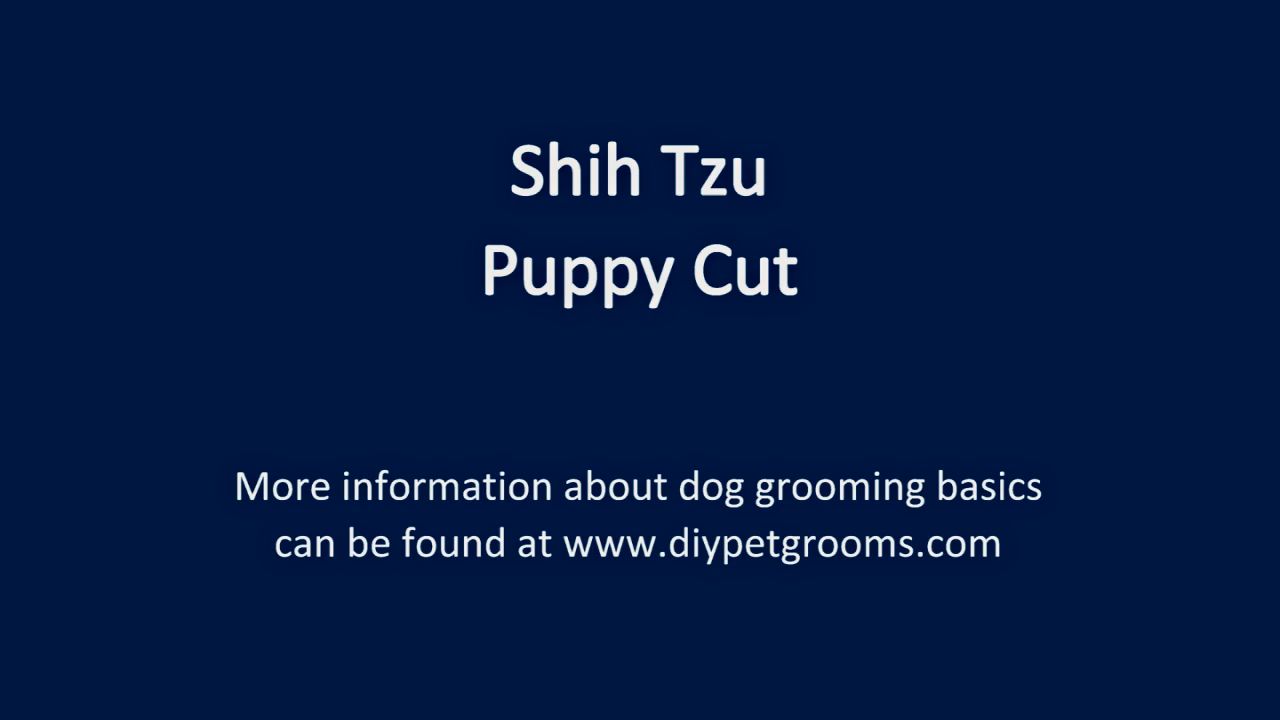 Shih Tzu
Puppy Cut
More information about dog grooming basics
can be found at www.diypetgrooms.com